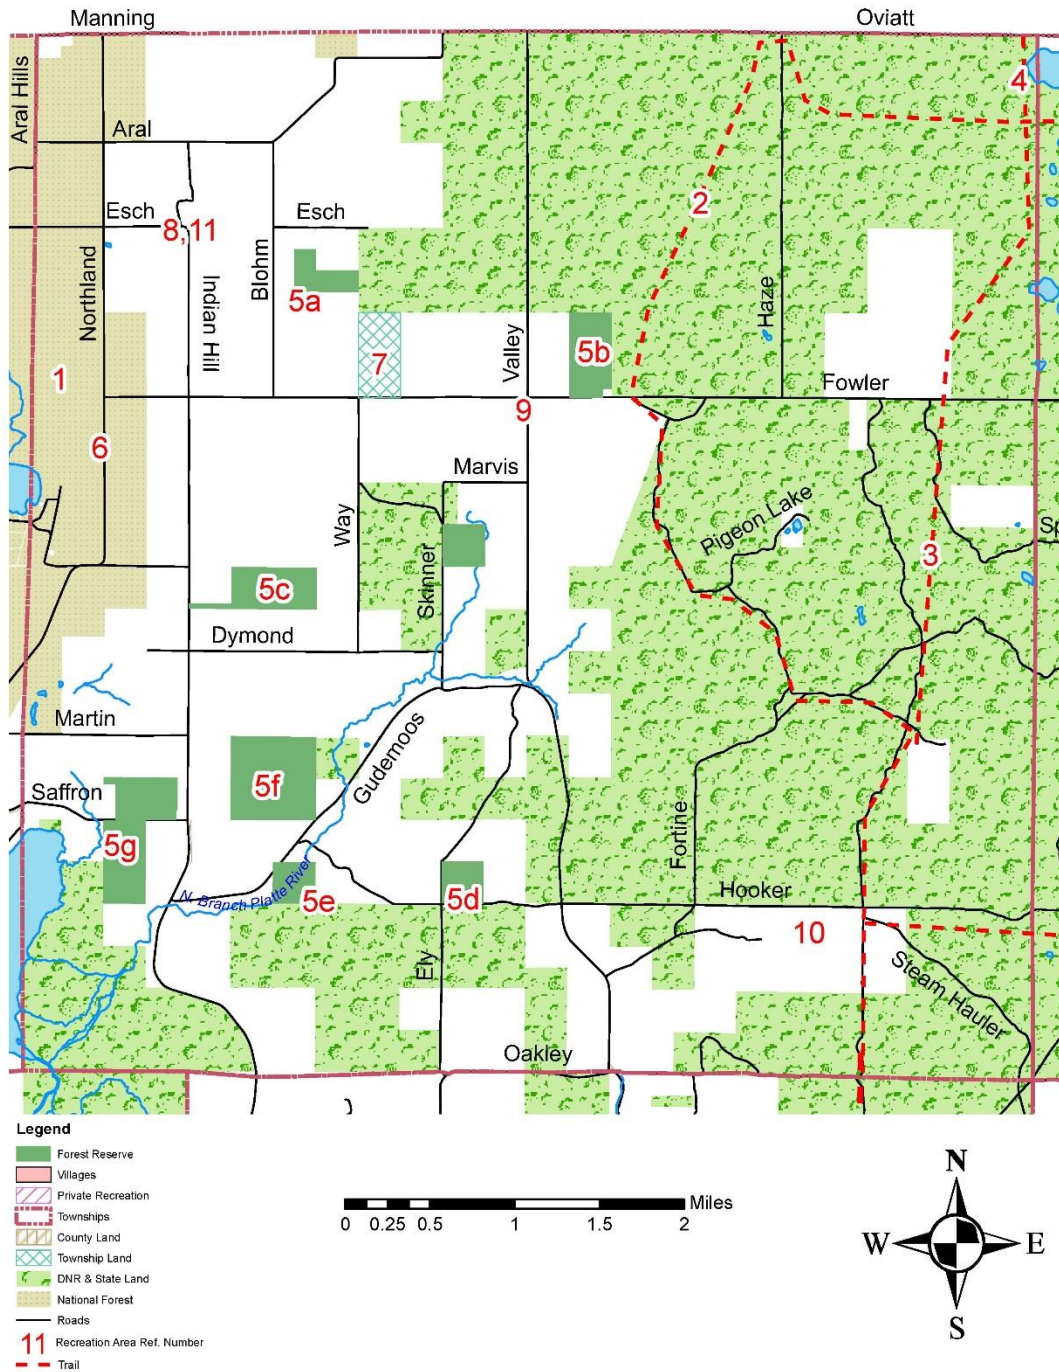 Manning
Oviatt
Aral Hills
4
Aral
2
Esch
Esch
8,11
Northland
Indian Hill
Blohm
5a
Haze
Valley
5b
7
1
Fowler
9
6
Marvis
Way
Pigeon Lake
Skinner
3
Sp
5c
Dymond
Martin
Gudemoos
5f
Saffron
Fortine
5g
N. Branch Platte River
5e
5d
Hooker
10
Ely
Steam Hauler
Oakley
Legend
Forest Reserve
Villages
Private Recreation
Townships
County Land
Township Land
DNR & State Land
National Forest
Roads
11 Recreation Area Ref. Number
Trail
Miles
0 0.25 0.5 1 1.5 2
N
W E
S